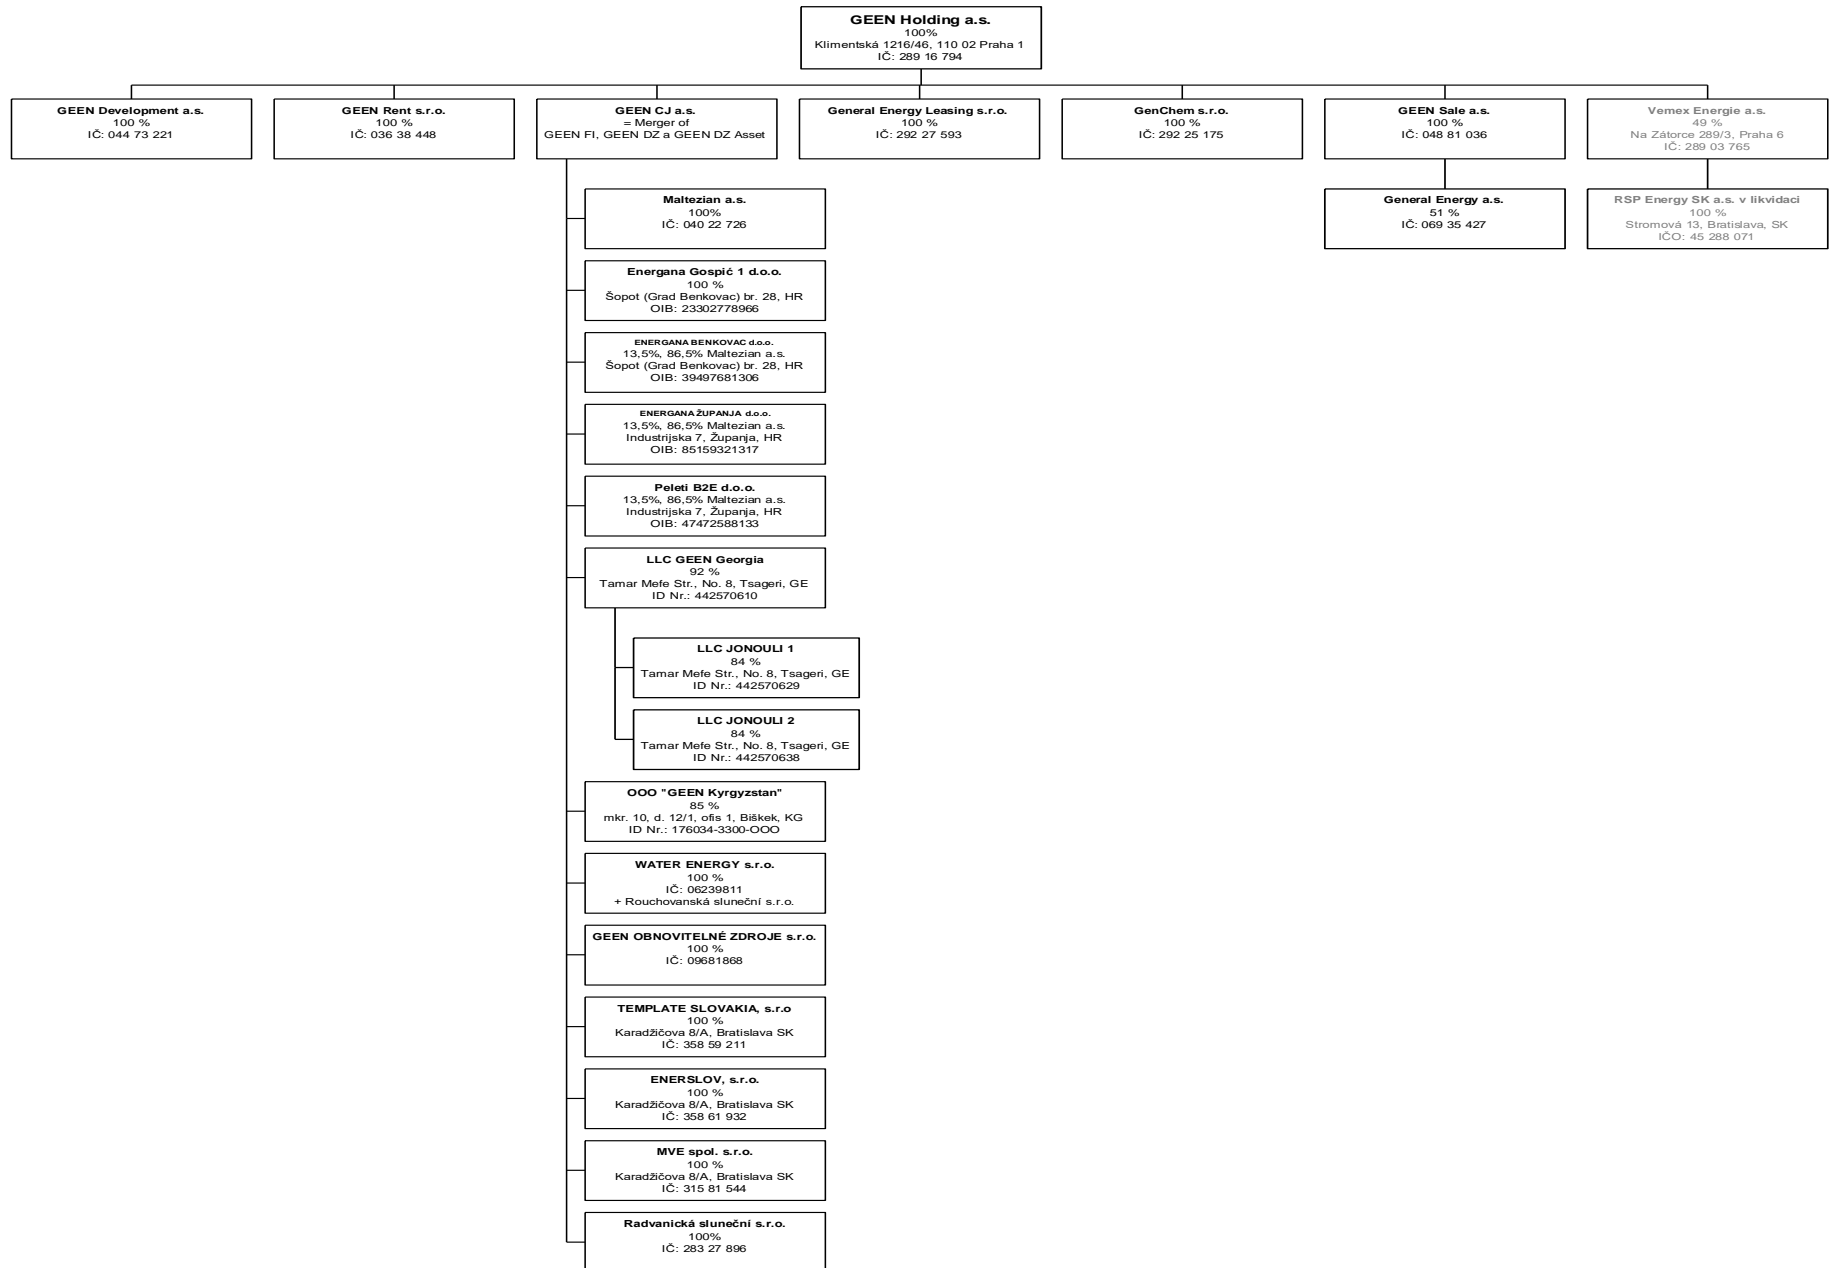 GEEN Holding a.s.
100%
Klimentská 1216/46, 110 02 Praha 1
IČ: 289 16 794
GEEN Development a.s.
100 %
IČ: 044 73 221
GEEN Rent s.r.o.
100 %
IČ: 036 38 448
GEEN CJ a.s.
= Merger of
GEEN FI, GEEN DZ a GEEN DZ Asset
General Energy Leasing s.r.o.
100 %
IČ: 292 27 593
GenChem s.r.o.
100 %
IČ: 292 25 175
GEEN Sale a.s.
100 %
IČ: 048 81 036
Vemex Energie a.s.
49 %
Na Zátorce 289/3, Praha 6
IČ: 289 03 765
Maltezian a.s.
100%
IČ: 040 22 726
General Energy a.s.
51 %
IČ: 069 35 427
RSP Energy SK a.s. v likvidaci
100 %
Stromová 13, Bratislava, SK
IČO: 45 288 071
Energana Gospić 1 d.o.o.
100 %
Šopot (Grad Benkovac) br. 28, HR
OIB: 23302778966
ENERGANA BENKOVAC d.o.o.
13,5%, 86,5% Maltezian a.s.
Šopot (Grad Benkovac) br. 28, HR
OIB: 39497681306
ENERGANA ŽUPANJA d.o.o.
13,5%, 86,5% Maltezian a.s.
Industrijska 7, Županja, HR
OIB: 85159321317
Peleti B2E d.o.o.
13,5%, 86,5% Maltezian a.s.
Industrijska 7, Županja, HR
OIB: 47472588133
LLC GEEN Georgia
92 %
Tamar Mefe Str., No. 8, Tsageri, GE
ID Nr.: 442570610
LLC JONOULI 1
84 %
Tamar Mefe Str., No. 8, Tsageri, GE
ID Nr.: 442570629
LLC JONOULI 2
84 %
Tamar Mefe Str., No. 8, Tsageri, GE
ID Nr.: 442570638
OOO "GEEN Kyrgyzstan"
85 %
mkr. 10, d. 12/1, ofis 1, Biškek, KG
ID Nr.: 176034-3300-OOO
WATER ENERGY s.r.o.
100 %
IČ: 06239811
+ Rouchovanská sluneční s.r.o.
GEEN OBNOVITELNÉ ZDROJE s.r.o.
100 %
IČ: 09681868
TEMPLATE SLOVAKIA, s.r.o
100 %
Karadžičova 8/A, Bratislava SK
IČ: 358 59 211
ENERSLOV, s.r.o.
100 %
Karadžičova 8/A, Bratislava SK
IČ: 358 61 932
MVE spol. s.r.o.
100 %
Karadžičova 8/A, Bratislava SK
IČ: 315 81 544
Radvanická sluneční s.r.o.
100%
IČ: 283 27 896